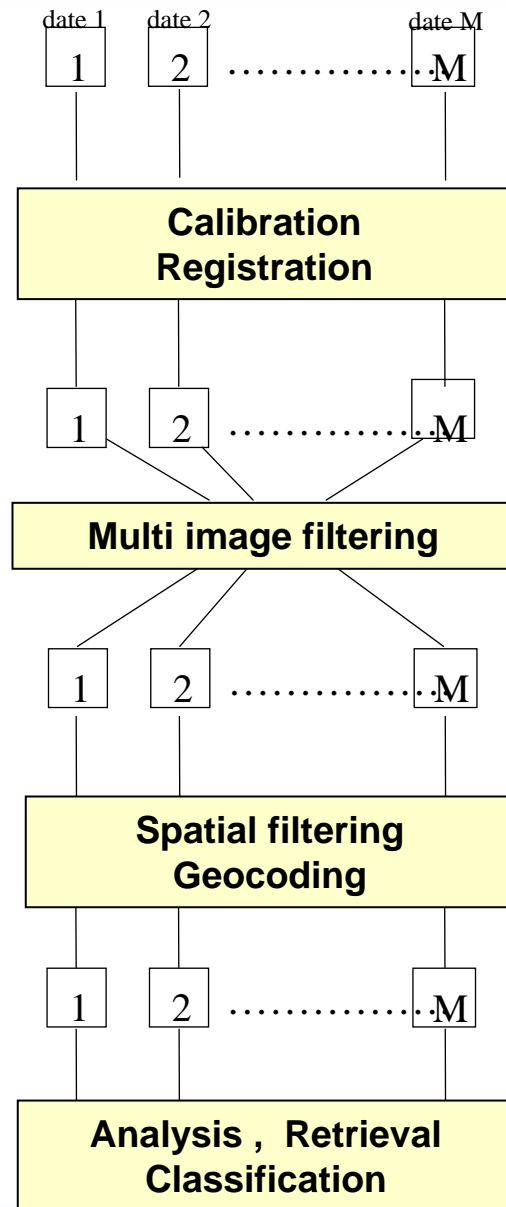 date 1 date 2 date M
1 2 ................ M
Calibration
Registration
1 2 ................ M
Multi image filtering
1 2 ................ M
Spatial filtering
Geocoding
1 2 ................ M
Analysis , Retrieval
Classification